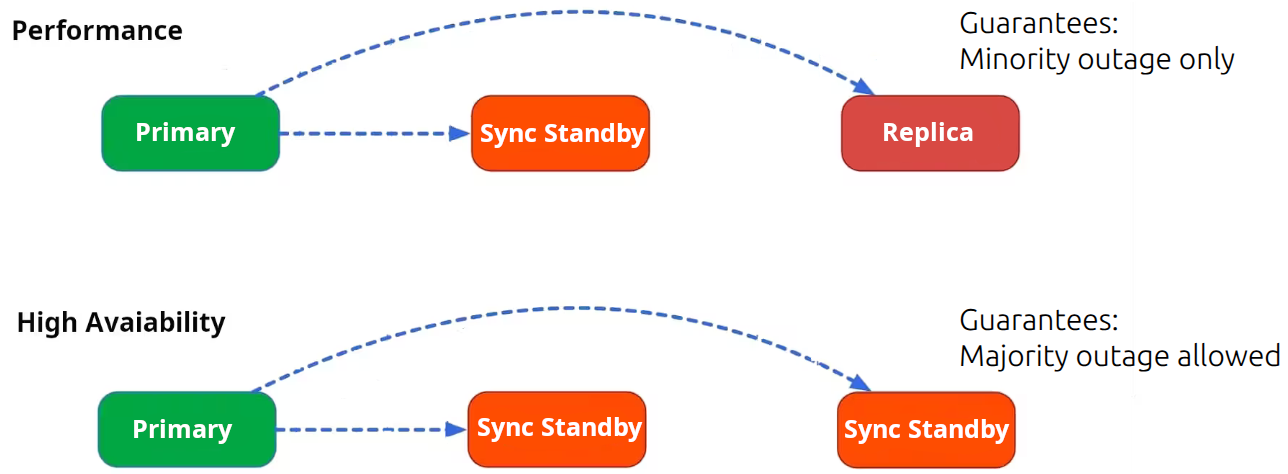 Performance
Guarantees:
Minority outage only
Primary
Sync Standby
Replica
High Avaiability
Guarantees:
Majority outage allowed
Primary
Sync Standby
Sync Standby